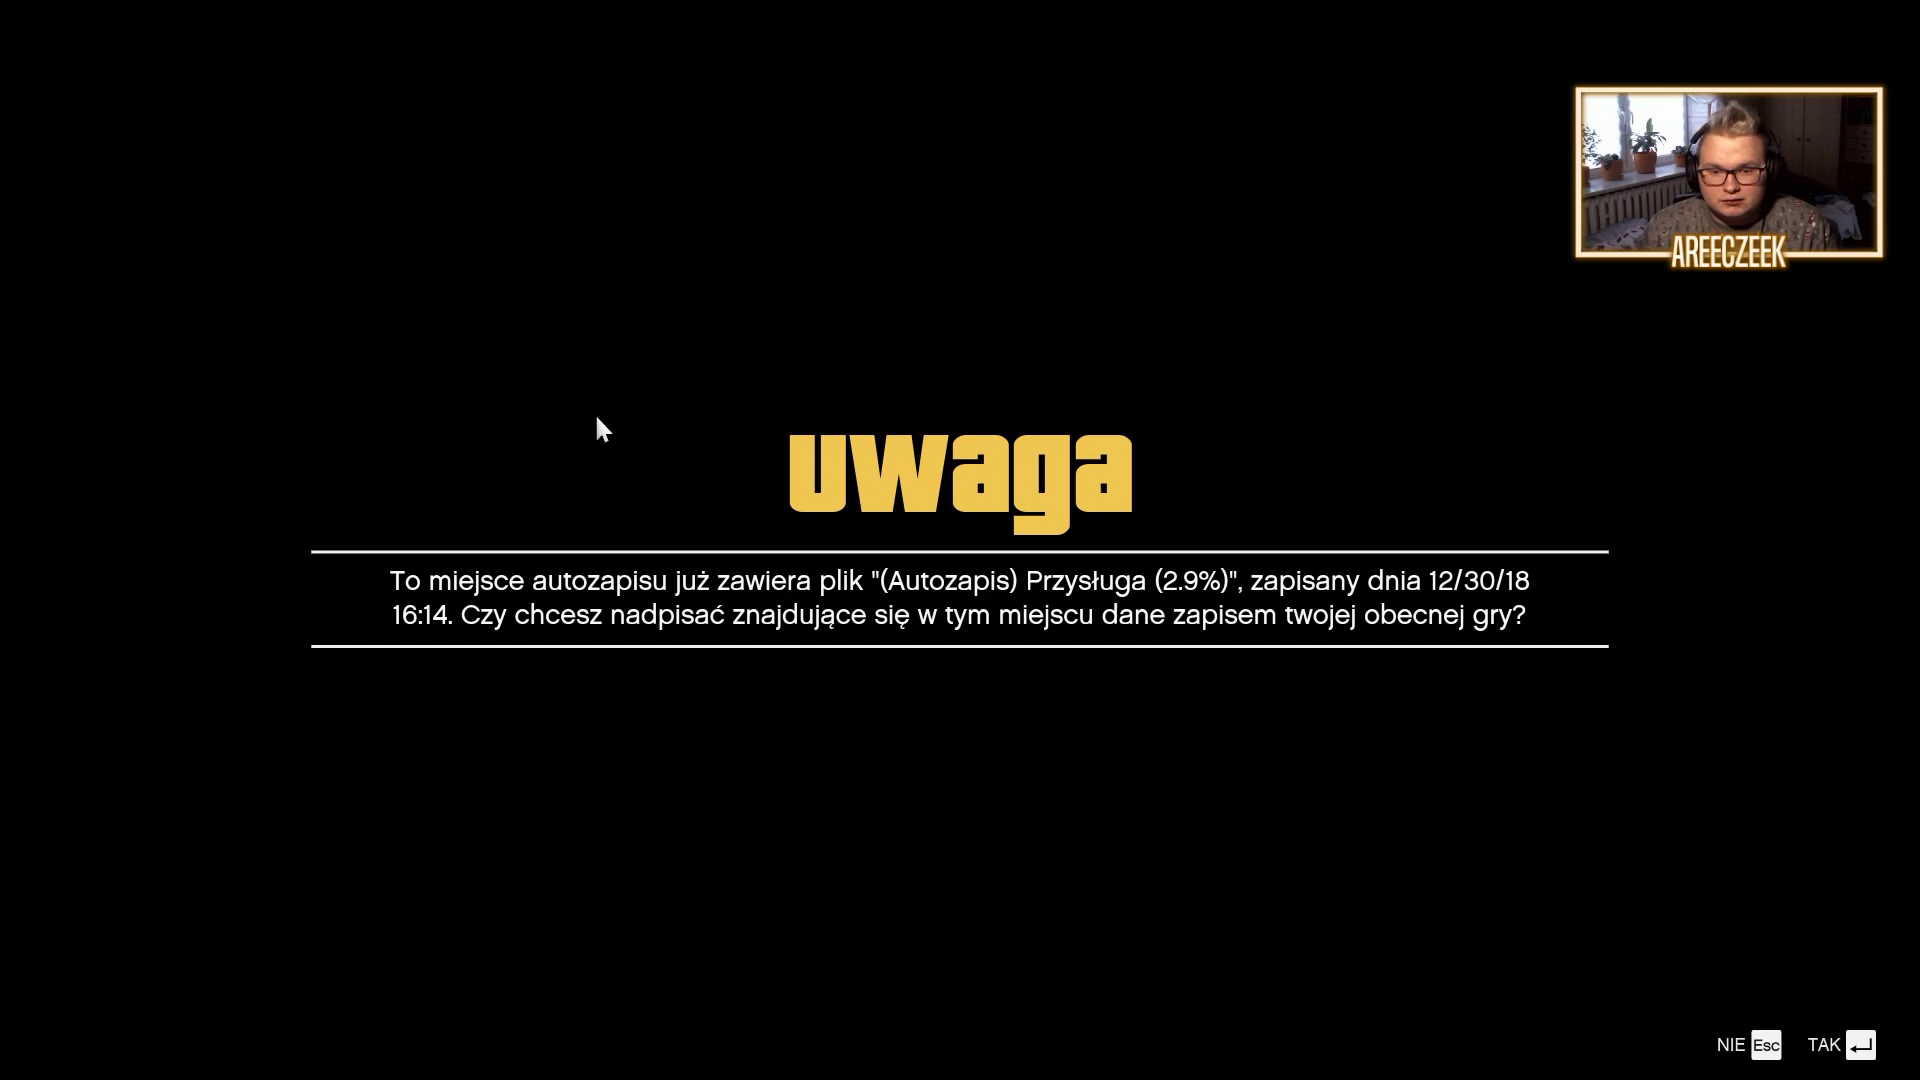 AREECZEEK
uwaga
To miejsce autozapisu już zawiera plik "(Autozapis) Przysługa (2.9%)", zapisany dnia 12/30/18
16:14. Czy chcesz nadpisać znajdujące się w tym miejscu dane zapisem twojej obecnej gry?
NIE Esc TAK